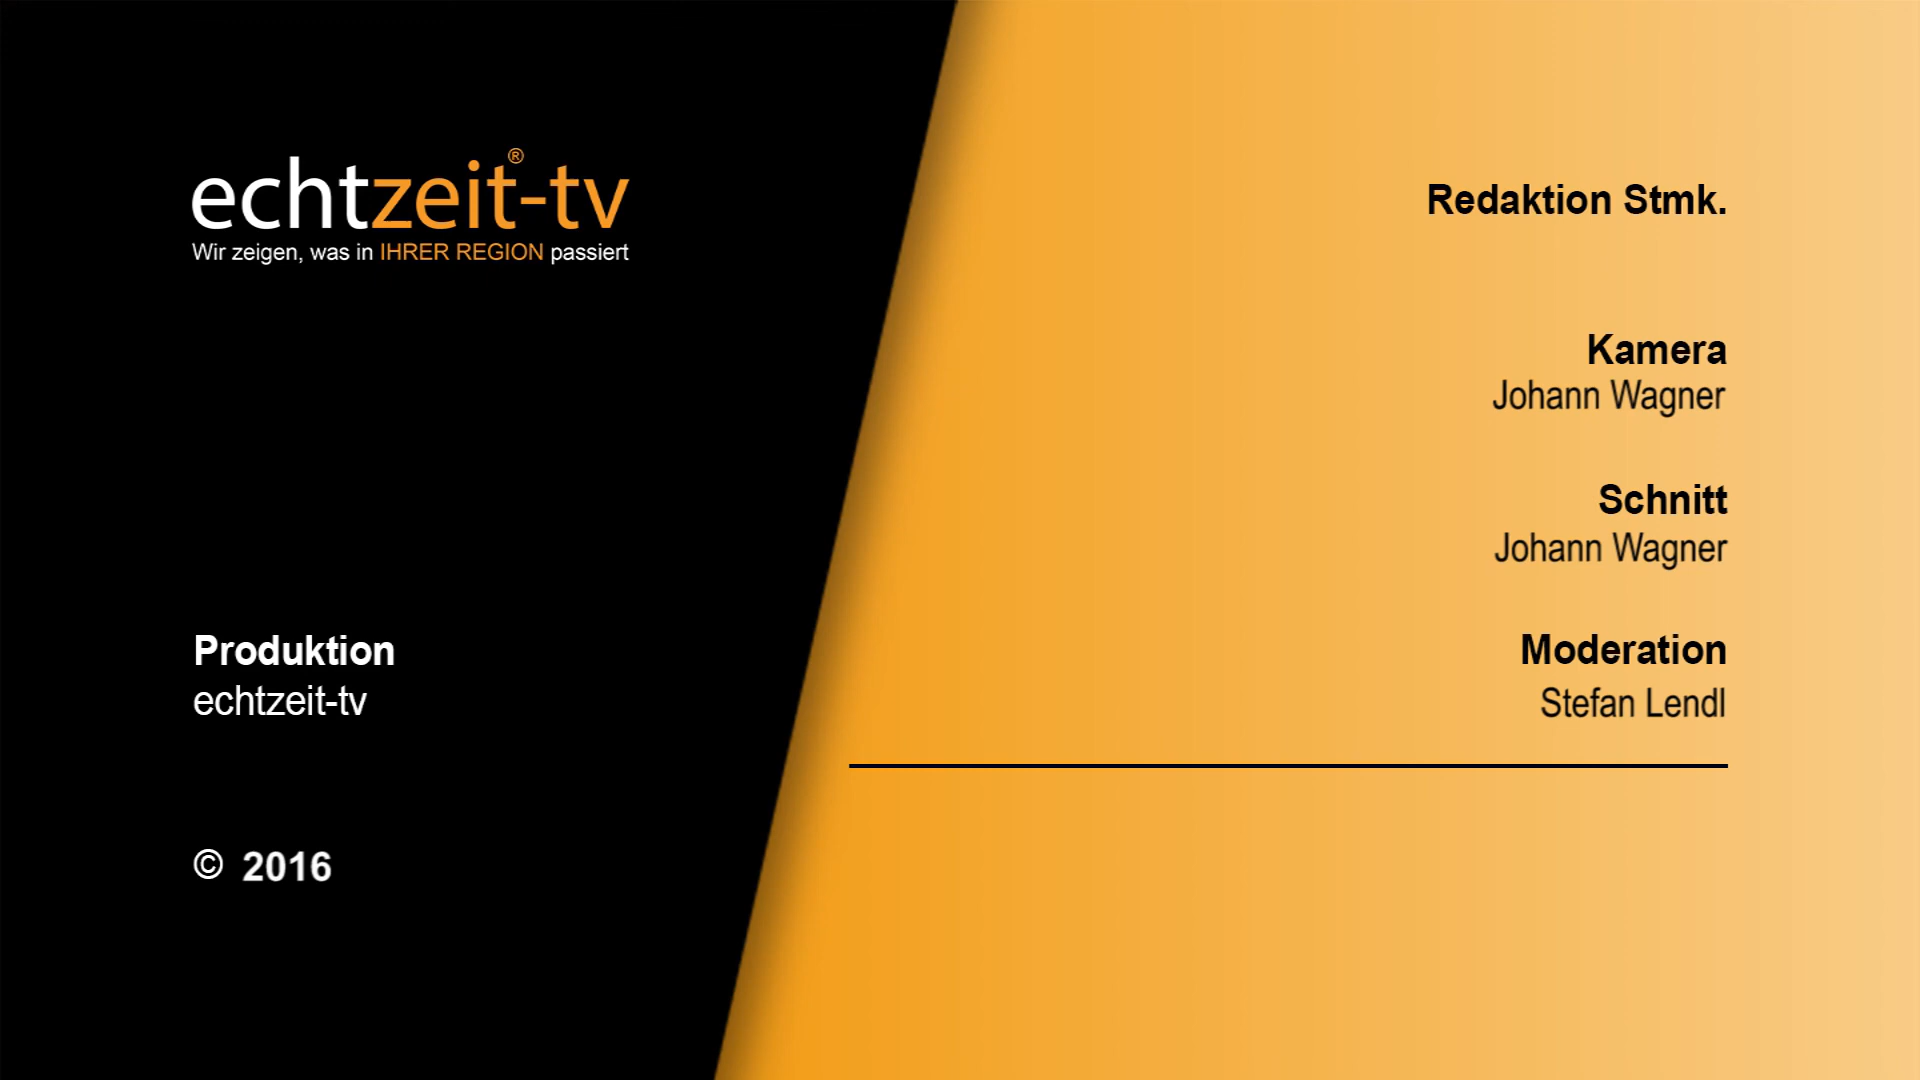 echtzeit-tv®
Wir zeigen, was in IHRER REGION passiert
Produktion
echtzeit-tv
© 2016
Redaktion Stmk.
Kamera
Johann Wagner
Schnitt
Johann Wagner
Moderation
Stefan Lendl